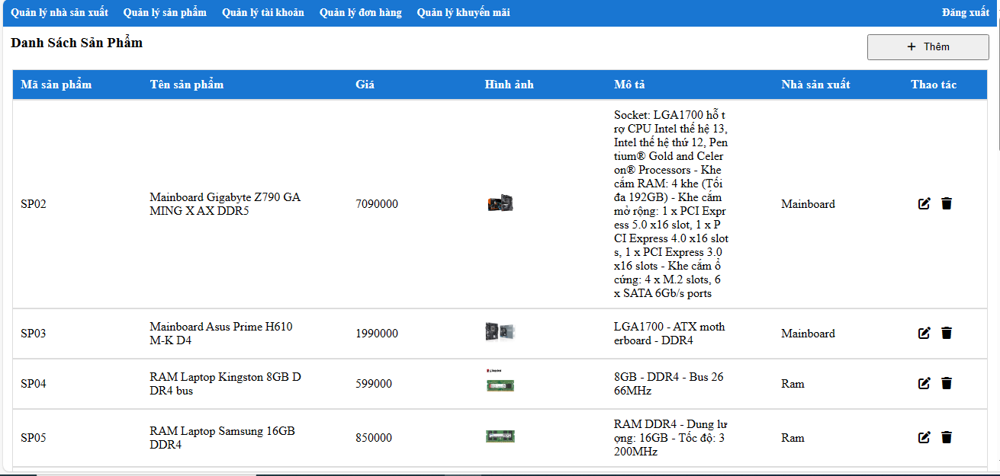 Quản lý nhà sản xuất Quản lý sản phẩm Quản lý tài khoản Quản lý đơn hàng Quản lý khuyến mãi Đăng xuất
Danh Sách Sản Phẩm
+ Thêm
Mã sản phẩm Tên sản phẩm Giá Hình ảnh Mô tả Nhà sản xuất Thao tác
SP02
Mainboard Gigabyte Z790 GA
MING X AX DDR5
7090000
Socket: LGA1700 hỗ t
rợ CPU Intel thế hệ 13,
Intel thế hệ thứ 12, Pen
tium® Gold and Celer
on® Processors - Khe
cắm RAM: 4 khe (Tối
đa 192GB) - Khe cắm
mở rộng: 1 x PCI Expr
ess 5.0 x16 slot, 1 x P
CI Express 4.0 x16 slot
s, 1 x PCI Express 3.0
x16 slots - Khe cắm ổ
cứng: 4 x M.2 slots, 6
x SATA 6Gb/s ports
Mainboard
SP03
Mainboard Asus Prime H610
M-K D4
1990000
LGA1700 - ATX moth
erboard - DDR4
Mainboard
SP04
RAM Laptop Kingston 8GB D
DR4 bus
599000
8GB - DDR4 - Bus 26
66MHz
Ram
SP05
RAM Laptop Samsung 16GB
DDR4
850000
RAM DDR4 - Dung lư
ợng: 16GB - Tốc độ: 3
200MHz
Ram